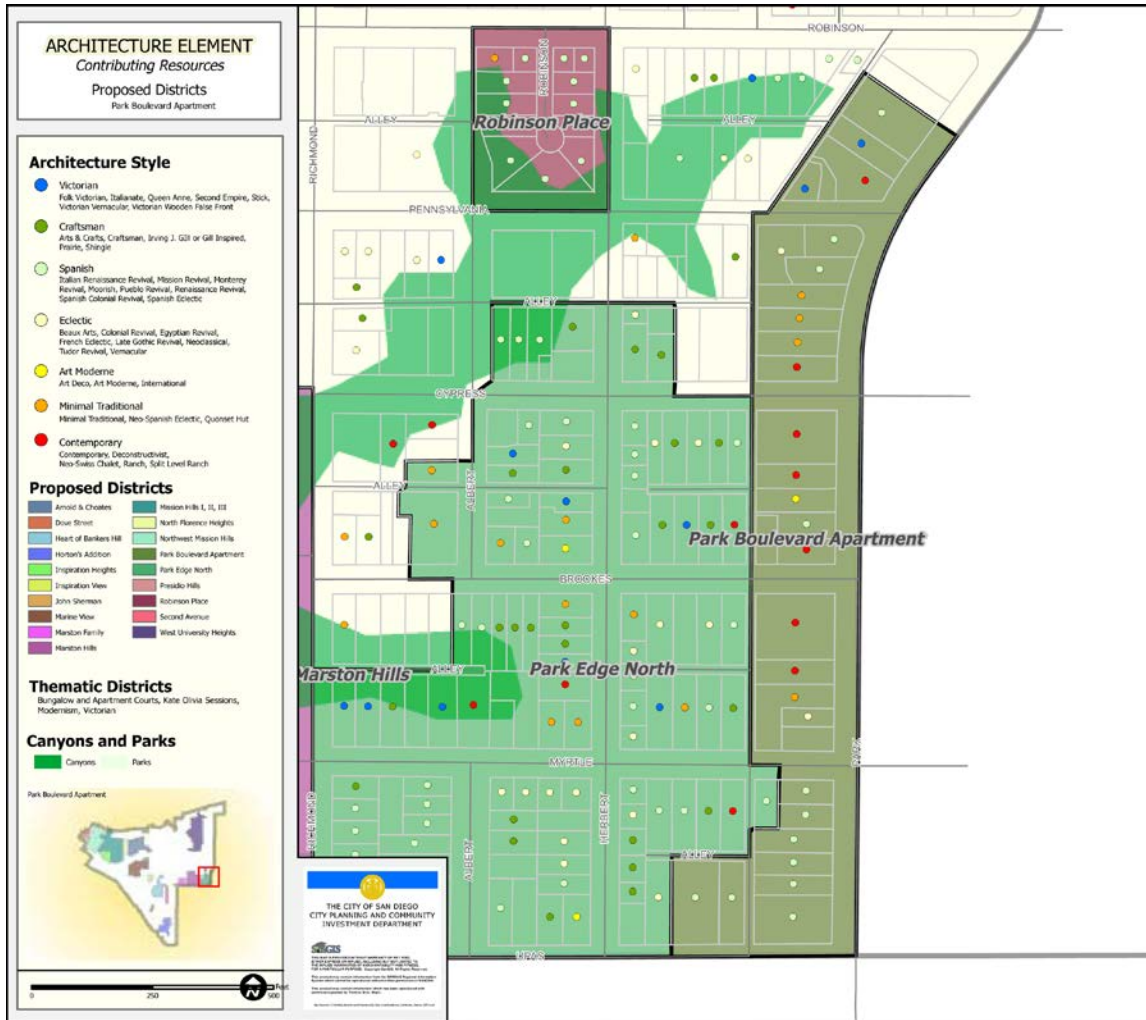 ARCHITECTURE ELEMENT
Contributing Resources
Proposed Districts
Park Boulevard Apartment
Architecture Style
Victorian
Folk Victorian, Italianate, Queen Anne, Second Empire, Stick,
Victorian Vernacular, Victorian Wooden False Front
Craftsman
Arts & Crafts, Craftsman, Irving J. Gill or Gill Inspired,
Prairie, Shingle
Spanish
Italian Renaissance Revival, Mission Revival, Monterey
Revival, Moorish, Pueblo Revival, Renaissance Revival,
Spanish Colonial Revival, Spanish Eclectic
Eclectic
Beaux Arts, Colonial Revival, Egyptian Revival,
French Eclectic, Late Gothic Revival, Neoclassical,
Tudor Revival, Vernacular
Art Moderne
Art Deco, Art Moderne, International
Minimal Traditional
Minimal Traditional, Neo-Spanish Eclectic, Quonset Hut
Contemporary
Contemporary, Deconstructivist,
Neo-Swiss Chalet, Ranch, Split Level Ranch
Proposed Districts
Arnold & Choates
Dove Street
Heart of Bankers Hill
Horton's Addition
Inspiration Heights
Inspiration View
John Sherman
Marine View
Marston Family
Marston Hills
Mission Hills I, II, III
North Florence Heights
Northwest Mission Hills
Park Boulevard Apartment
Park Edge North
Presidio Hills
Robinson Place
Second Avenue
West University Heights
Thematic Districts
Bungalow and Apartment Courts, Kate Olivia Sessions,
Modernism, Victorian
Canyons and Parks
Canyons
Parks
Park Boulevard Apartment
0 250 500
Feet
N
ROBINSON
ROBINSON
RICHMOND
ALLEY
Robinson Place
ALLEY
PENNSYLVANIA
ALLEY
CYPRESS
ALBERT
ALLEY
Park Boulevard Apartment
BROOKES
Marston Hills
ALLEY
Park Edge North
PARK
MYRTLE
RICHMOND
ALBERT
HERBERT
ALLEY
UPAS
THE CITY OF SAN DIEGO
CITY PLANNING AND COMMUNITY
INVESTMENT DEPARTMENT
SanGIS